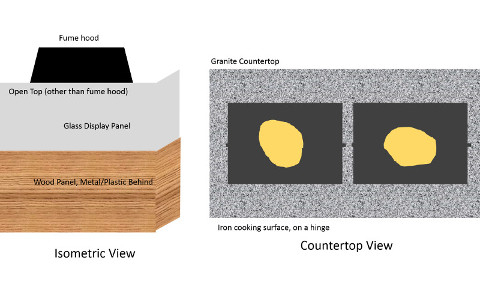 Fume hood
Open Top (other than fume hood)
Glass Display Panel
Wood Panel, Metal/Plastic Behind
Isometric View
Granite Countertop
Iron cooking surface, on a hinge
Countertop View